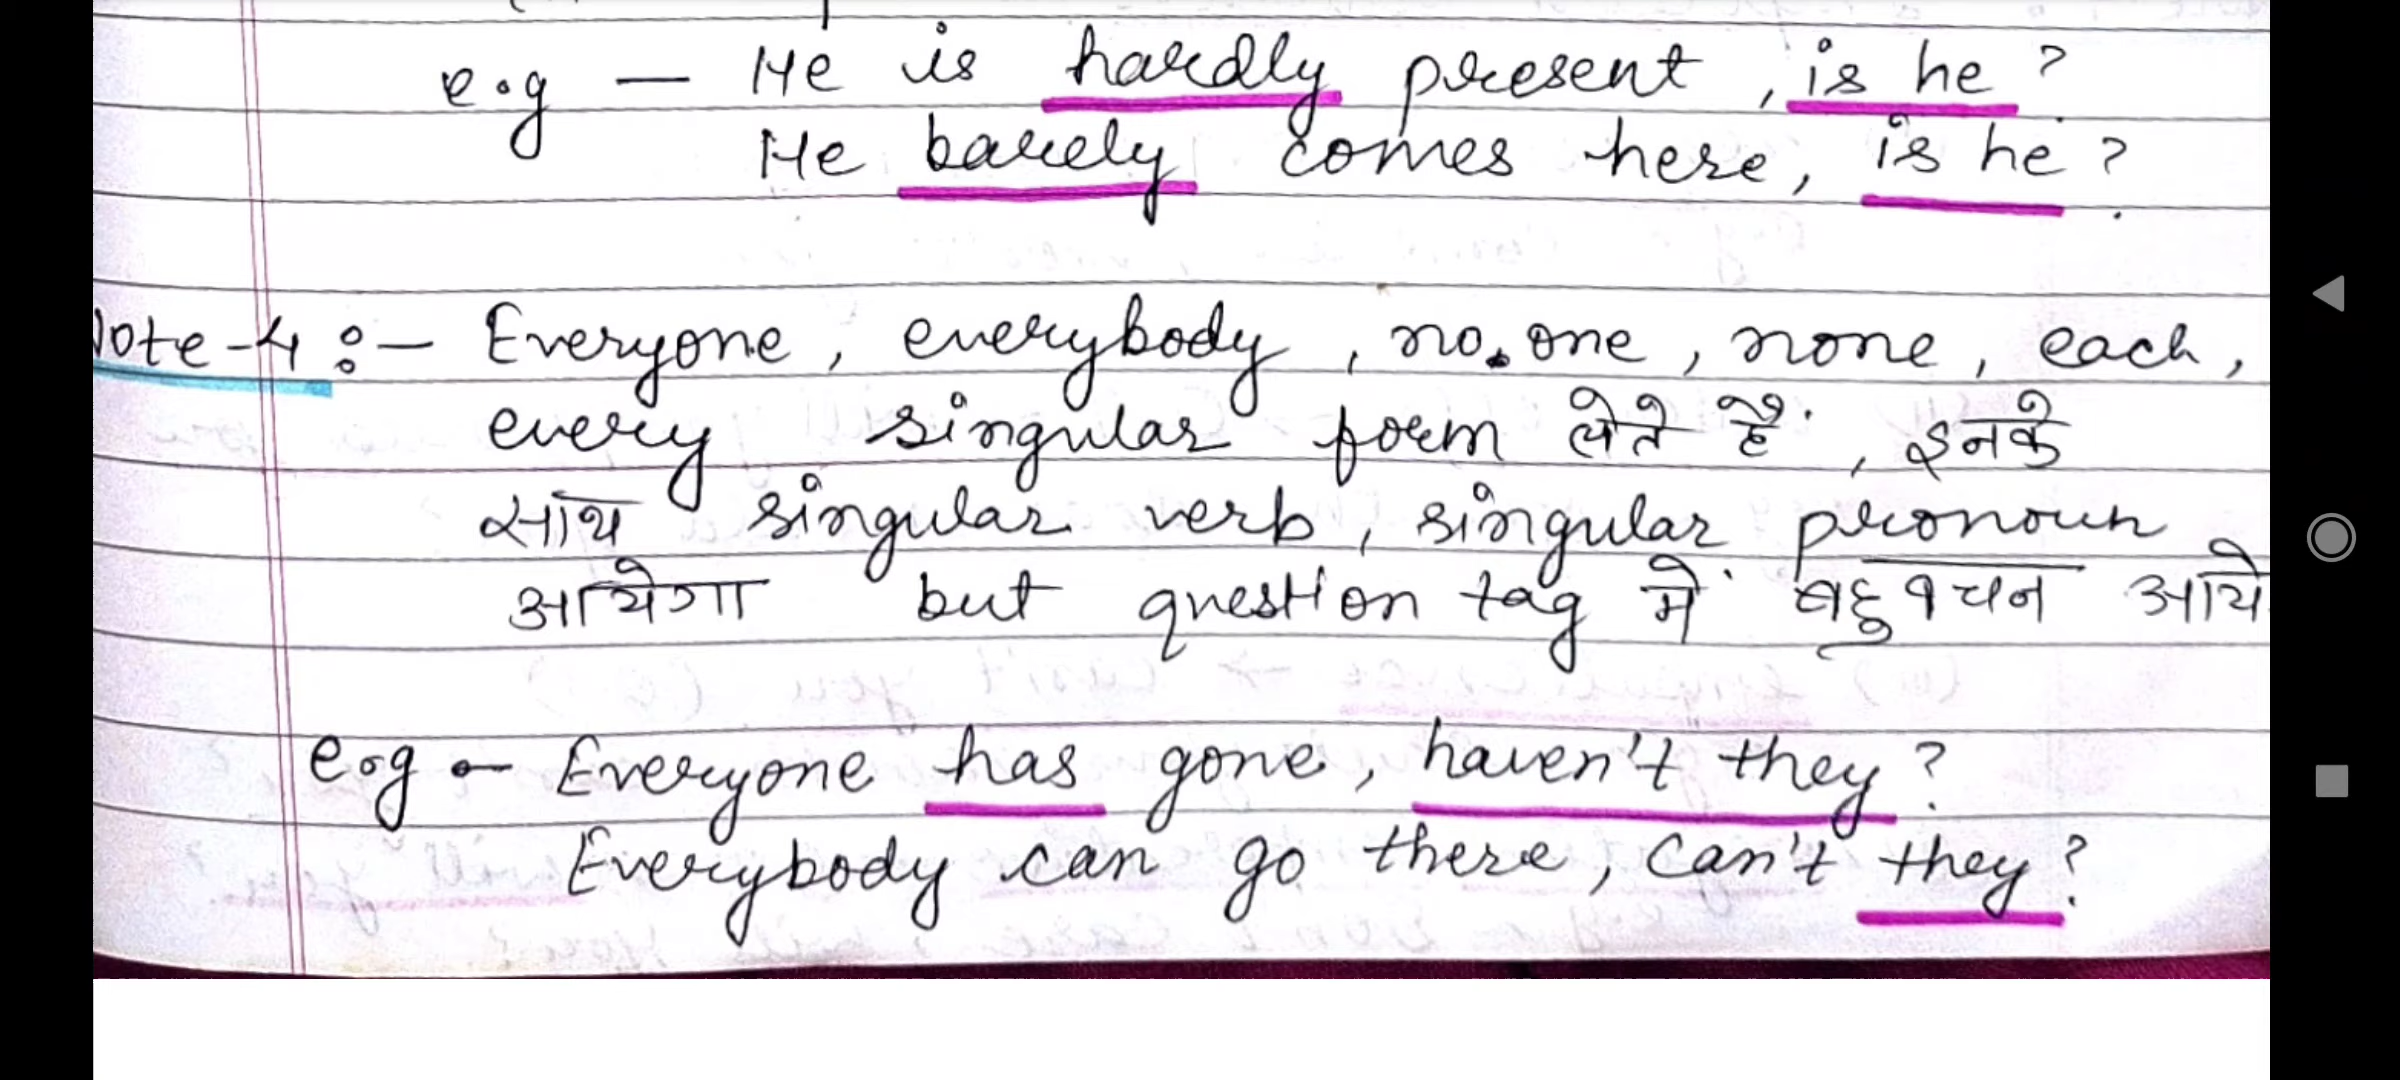 e.g — He is hardly present, is he?
He barely comes here, is he?
Note-4 :- Everyone, everybody, no. one, none, each,
every singular form लेते हैं, इनके
साथ singular verb, singular pronoun
आयेगा but question tag में बहुवचन आये
e.g - Everyone has gone, haven't they?
Everybody can go there, can't they?